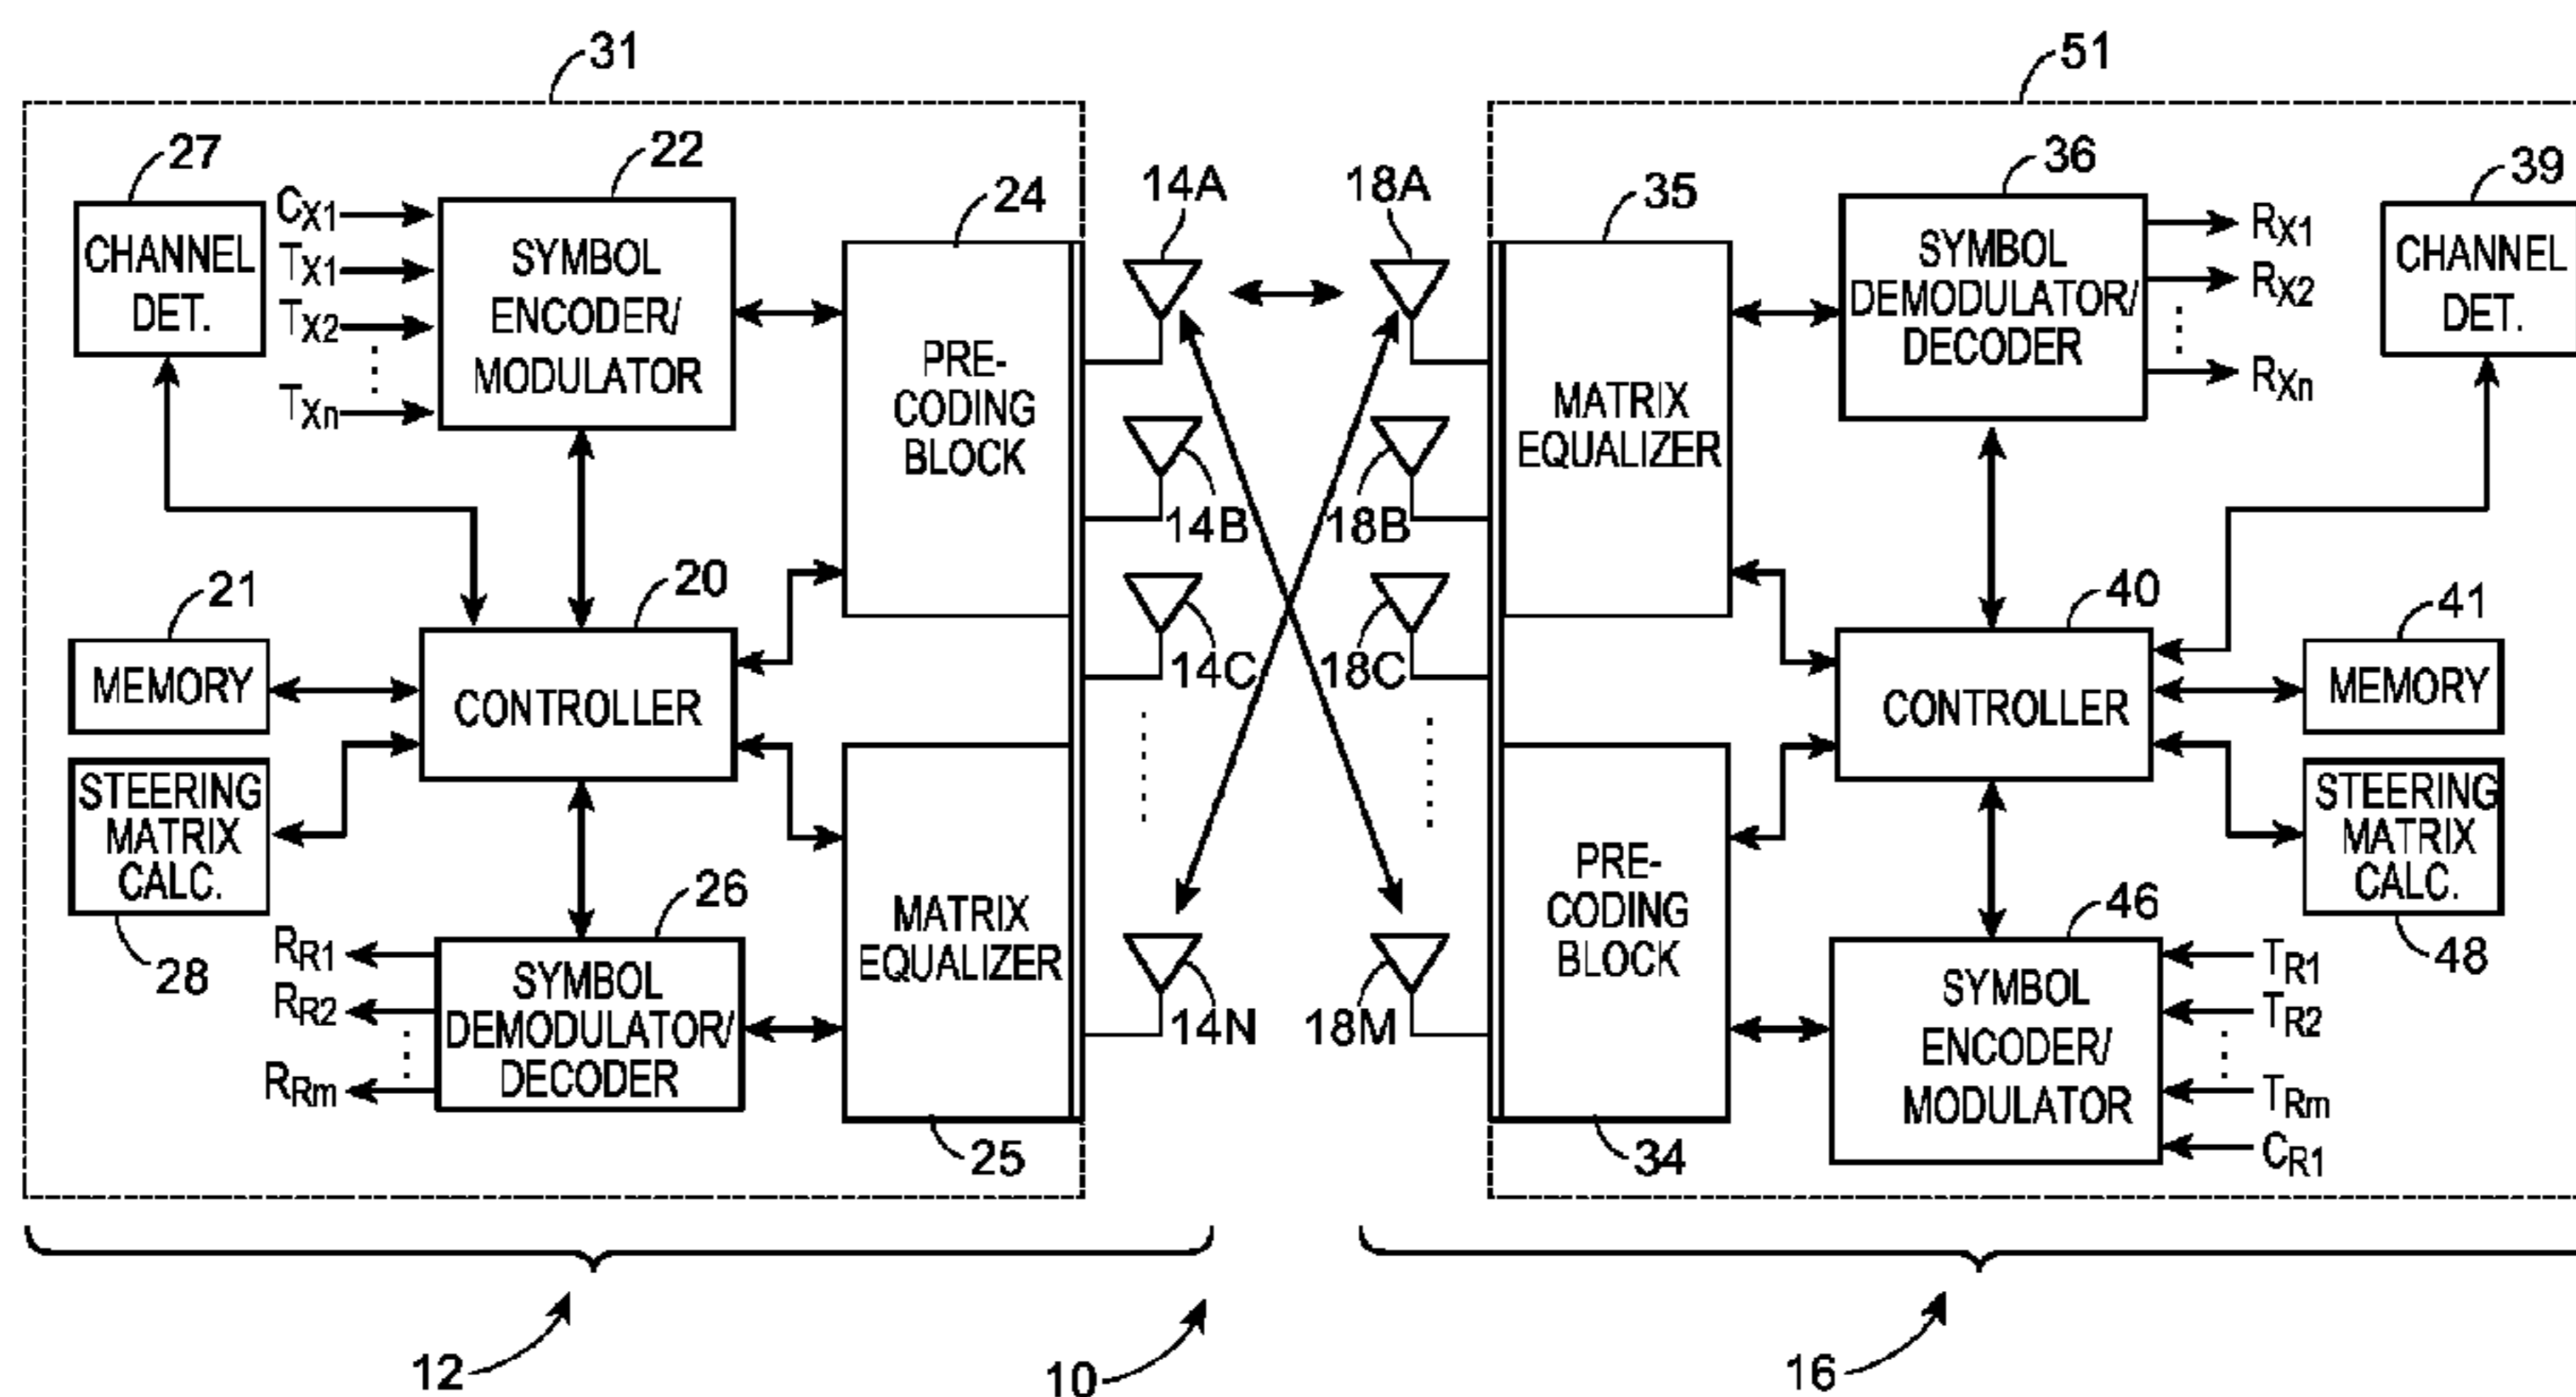 31
51
27
22
24
14A
18A
35
36
39
CHANNEL
DET.
CX1
TX1
TX2
TXn
SYMBOL
ENCODER/
MODULATOR
PRE-
CODING
BLOCK
14B
18B
MATRIX
EQUALIZER
SYMBOL
DEMODULATOR/
DECODER
RX1
RX2
RXn
CHANNEL
DET.
21
20
14C
18C
40
41
MEMORY
CONTROLLER
CONTROLLER
MEMORY
STEERING
MATRIX
CALC.
28
26
MATRIX
EQUALIZER
25
14N
18M
PRE-
CODING
BLOCK
34
46
STEERING
MATRIX
CALC.
48
RR1
RR2
RRm
SYMBOL
DEMODULATOR/
DECODER
SYMBOL
ENCODER/
MODULATOR
TR1
TR2
TRm
CR1
12
10
16